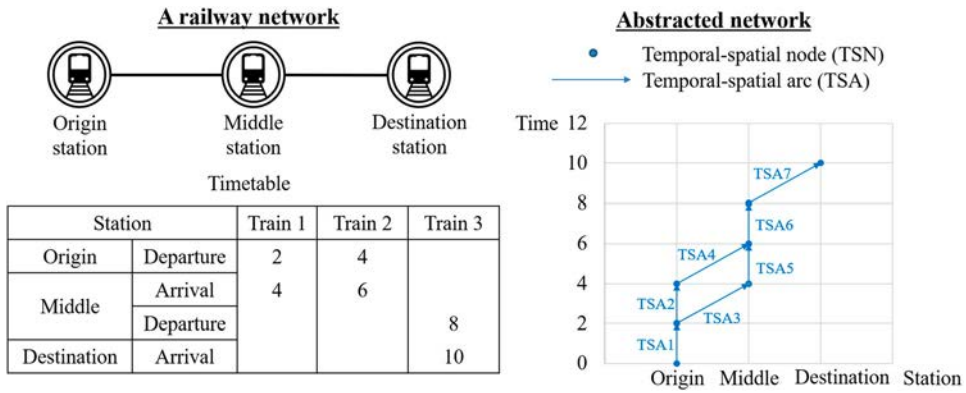 A railway network
Origin station
Middle station
Destination station
Timetable
Station Train 1 Train 2 Train 3
Origin Departure 2 4
Middle Arrival 4 6
Departure 8
Destination Arrival 10
Abstracted network
Temporal-spatial node (TSN)
Temporal-spatial arc (TSA)
Time 12
10
8
6
4
2
0
TSA7
TSA6
TSA4
TSA5
TSA2
TSA3
TSA1
Origin Middle Destination Station